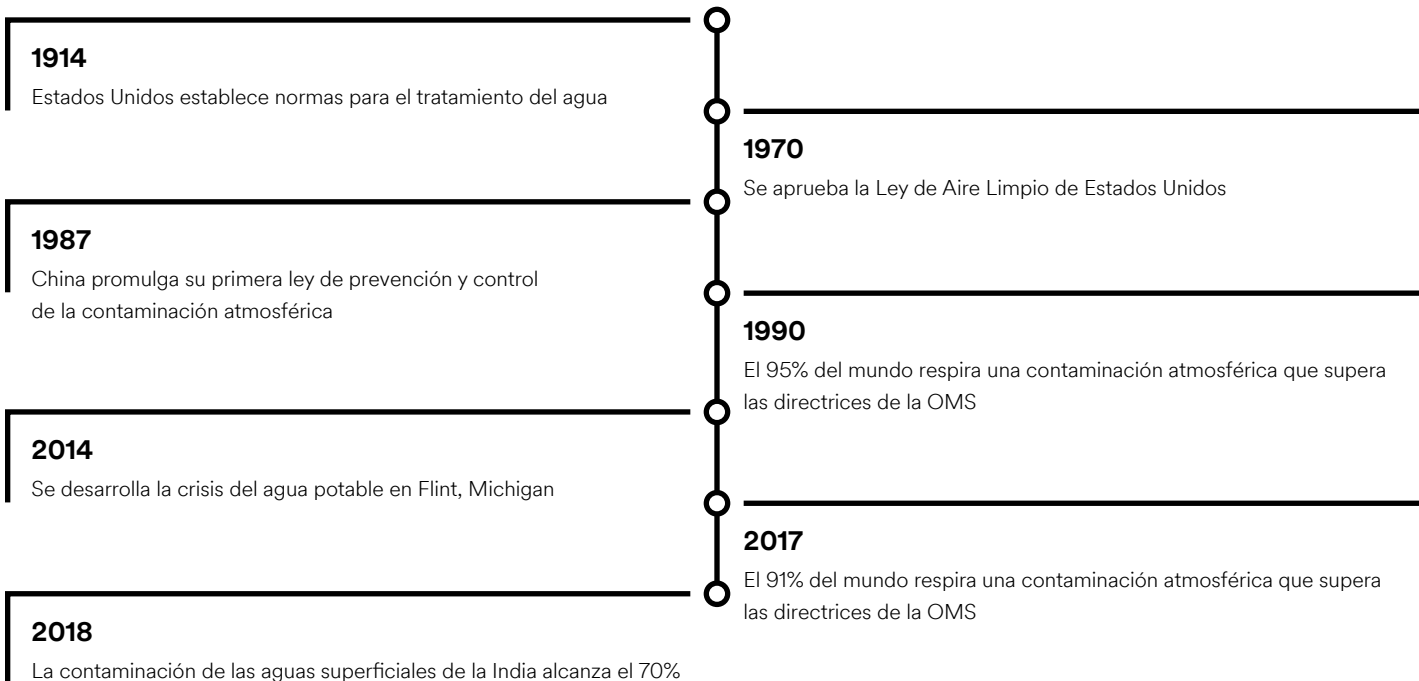 1914
Estados Unidos establece normas para el tratamiento del agua
1970
Se aprueba la Ley de Aire Limpio de Estados Unidos
1987
China promulga su primera ley de prevención y control
de la contaminación atmosférica
1990
El 95% del mundo respira una contaminación atmosférica que supera
las directrices de la OMS
2014
Se desarrolla la crisis del agua potable en Flint, Michigan
2017
El 91% del mundo respira una contaminación atmosférica que supera
las directrices de la OMS
2018
La contaminación de las aguas superficiales de la India alcanza el 70%